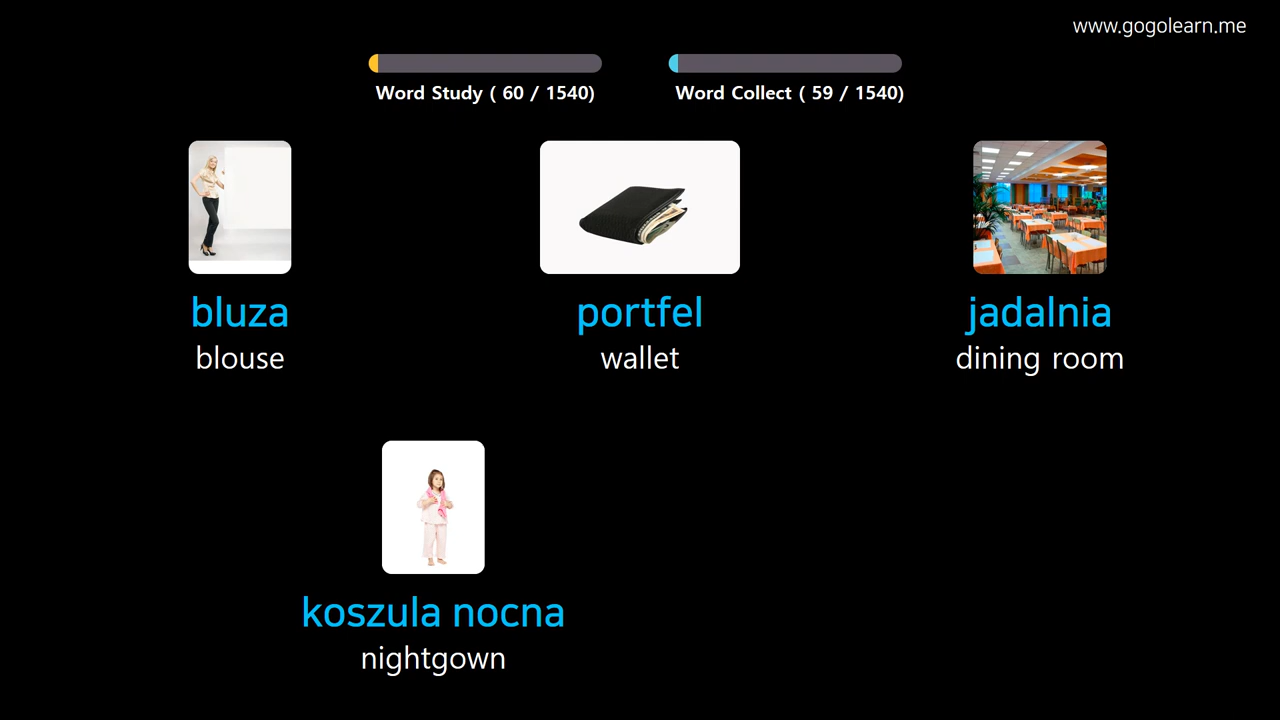 www.gogolearn.me
Word Study ( 60 / 1540)
Word Collect ( 59 / 1540)
bluza
blouse
portfel
wallet
jadalnia
dining room
koszula nocna
nightgown